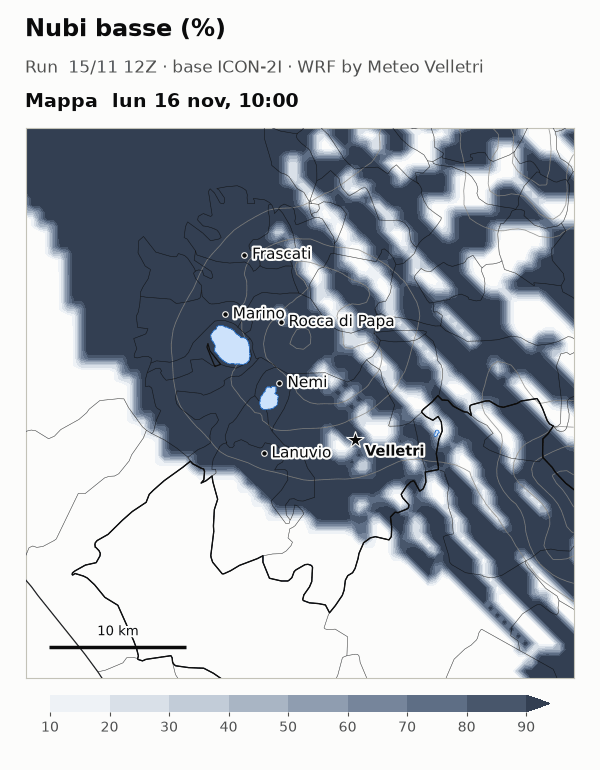 Nubi basse (%)
Run  15/11 12Z · base ICON-2I · WRF by Meteo Velletri
Mappa  lun 16 nov, 10:00
Frascati
Marino
Rocca di Papa
Nemi
Velletri
Lanuvio
10 km
10 20 30 40 50 60 70 80 90